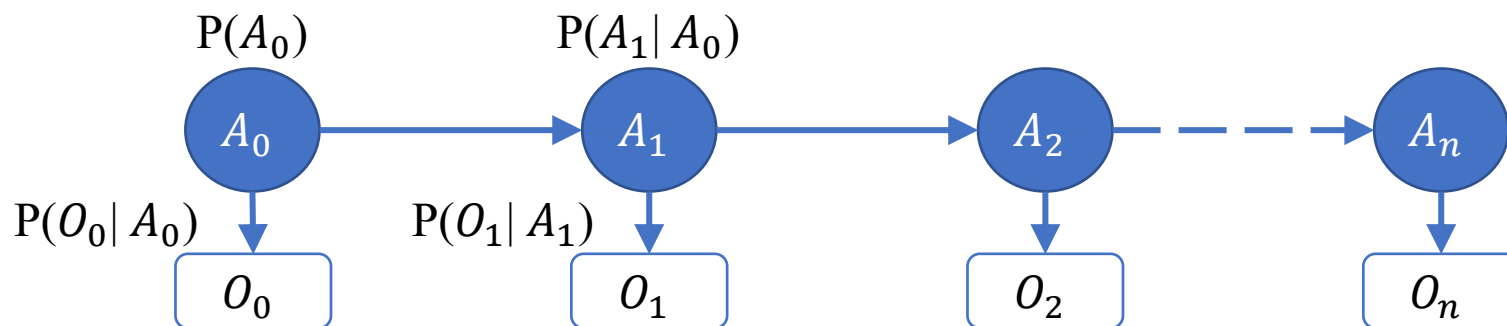 P(A₀) P(A₁| A₀)
A₀ A₁ A₂ Aₙ
P(O₀| A₀) P(O₁| A₁)
O₀ O₁ O₂ Oₙ